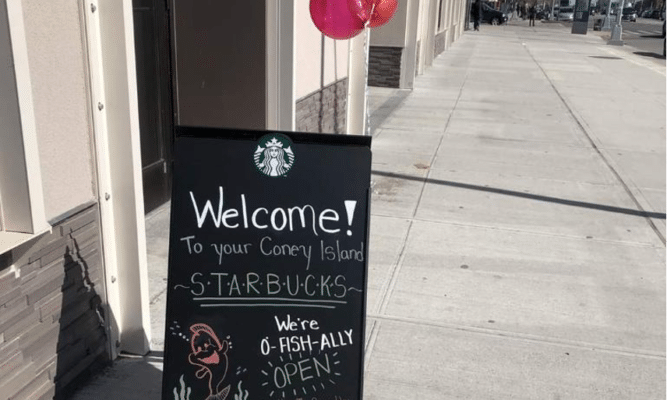 Welcome!
To your Coney Island
~S·T·A·R·B·U·C·K·S~
We're
O'-FISH-ALLY
OPEN